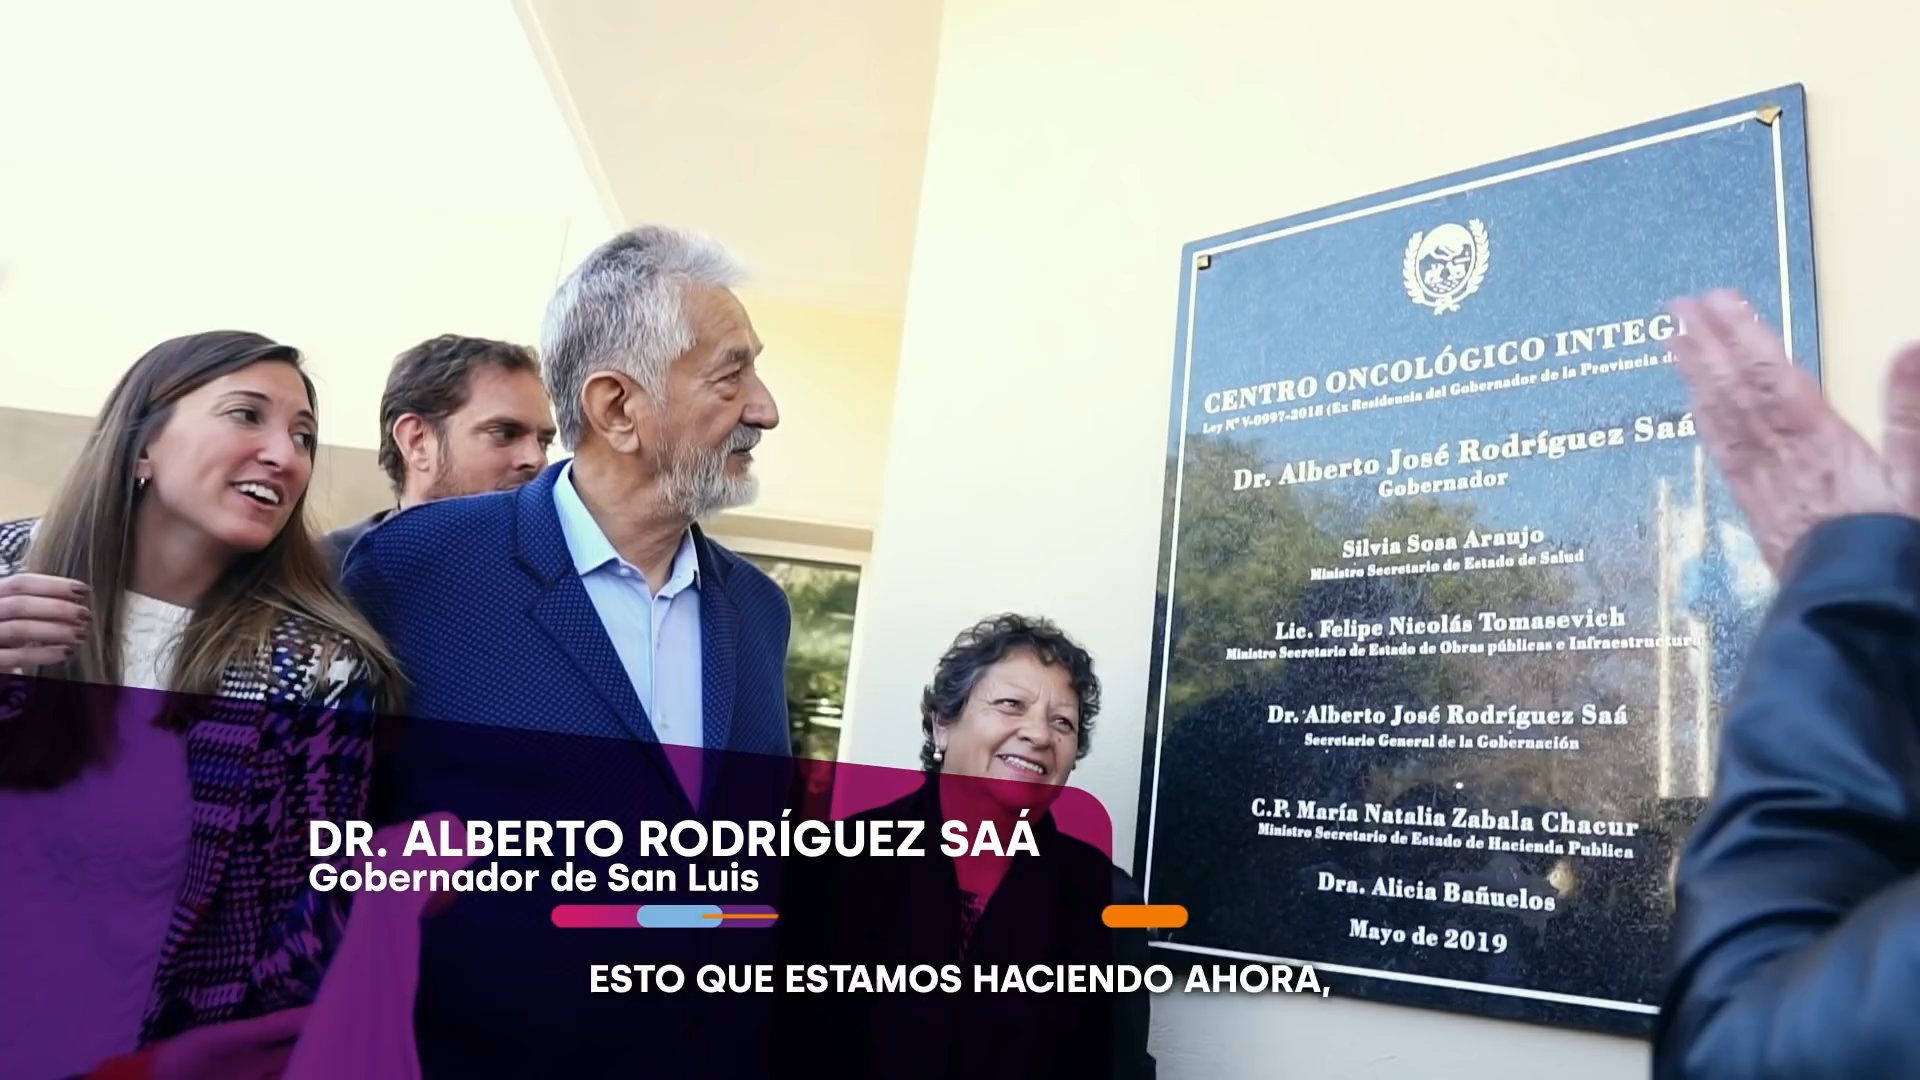 CENTRO ONCOLÓGICO
Ley Nº V-0997-2018 (Ex Residencia del Gobernador de la Provincia
Dr. Alberto José Rodríguez Saá
Gobernador
Silvia Sosa Araujo
Ministro Secretario de Estado de Salud
Lic. Felipe Nicolás Tomasevich
Ministro Secretario de Estado de Obras públicas e Infraestructura
Dr. Alberto José Rodríguez Saá
Secretario General de la Gobernación
C.P. María Natalia Zabala Chacur
Ministro Secretario de Estado de Hacienda Publica
Dra. Alicia Bañuelos
Mayo de 2019
DR. ALBERTO RODRÍGUEZ SAÁ
Gobernador de San Luis
ESTO QUE ESTAMOS HACIENDO AHORA,